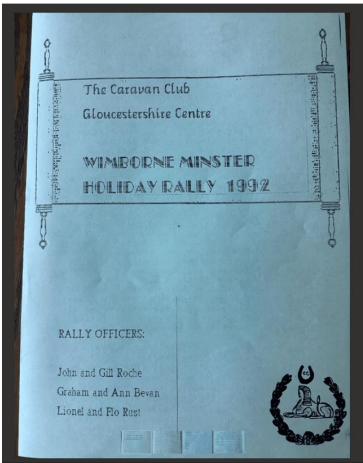 The Caravan Club
Gloucestershire Centre
WIMBORNE MINSTER
HOLIDAY RALLY 1992
RALLY OFFICERS:
John and Gill Roche
Graham and Ann Bevan
Lionel and Flo Rust